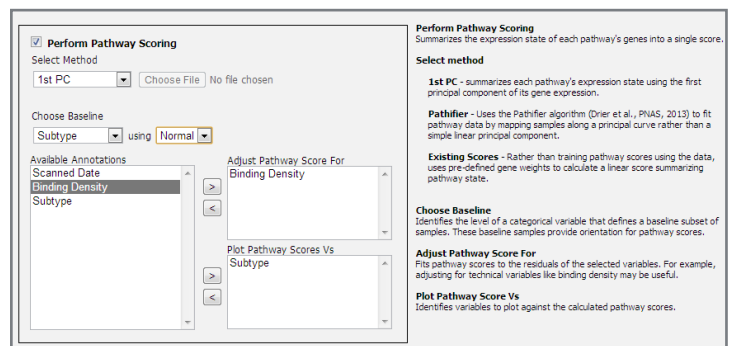 Perform Pathway Scoring
Select Method
1st PC Choose File No file chosen
Choose Baseline
Subtype using Normal
Available Annotations
Scanned Date
Binding Density
Subtype
>
<
Adjust Pathway Score For
Binding Density
Plot Pathway Scores Vs
Subtype
>
<
Perform Pathway Scoring
Summarizes the expression state of each pathway's genes into a single score.
Select method
1st PC - summarizes each pathway's expression state using the first
principal component of its gene expression.
Pathifier - Uses the Pathifier algorithm (Drier et al., PNAS, 2013) to fit
pathway data by mapping samples along a principal curve rather than a
simple linear principal component.
Existing Scores - Rather than training pathway scores using the data,
uses pre-defined gene weights to calculate a linear score summarizing
pathway state.
Choose Baseline
Identifies the level of a categorical variable that defines a baseline subset of
samples. These baseline samples provide orientation for pathway scores.
Adjust Pathway Score For
Fits pathway scores to the residuals of the selected variables. For example,
adjusting for technical variables like binding density may be useful.
Plot Pathway Score Vs
Identifies variables to plot against the calculated pathway scores.